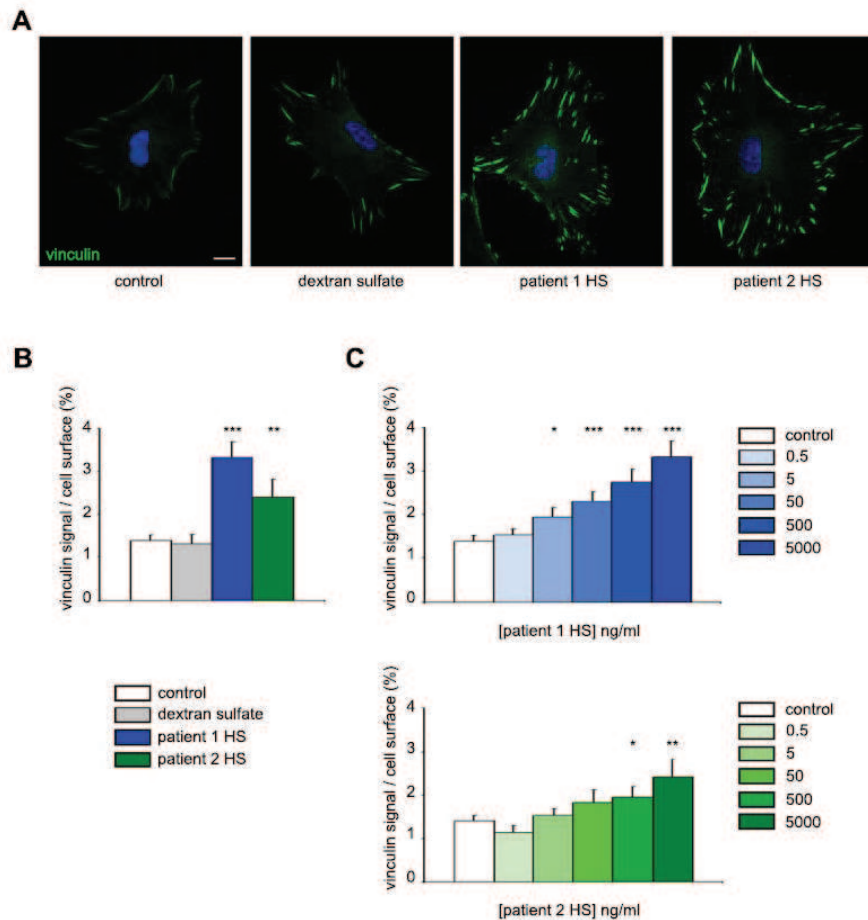 A
vinculin
control
dextran sulfate
patient 1 HS
patient 2 HS
B
vinculin signal / cell surface (%)
4
3
2
1
0
***
**
control
dextran sulfate
patient 1 HS
patient 2 HS
C
vinculin signal / cell surface (%)
4
3
2
1
0
*
***
***
***
[patient 1 HS] ng/ml
control
0.5
5
50
500
5000
vinculin signal / cell surface (%)
4
3
2
1
0
*
**
[patient 2 HS] ng/ml
control
0.5
5
50
500
5000